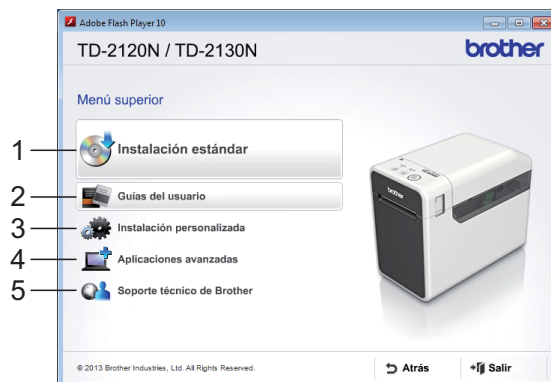 Adobe Flash Player 10
TD-2120N / TD-2130N
brother
Menú superior
1
Instalación estándar
2
Guías del usuario
3
Instalación personalizada
4
Aplicaciones avanzadas
5
Soporte técnico de Brother
brother
© 2013 Brother Industries, Ltd. All Rights Reserved.
Atrás
Salir